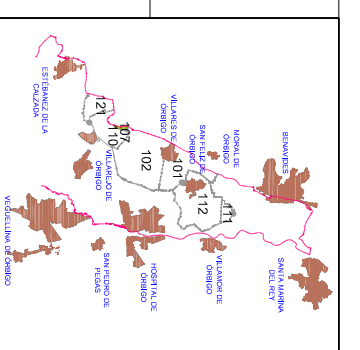 BENAVIDES
SANTA MARINA
DEL REY
MORAL DE
ÓRBIGO
SAN FELIZ DE
ÓRBIGO
VILLARES DE
ÓRBIGO
111
112
101
102
107
110
121
VILLAMOR DE
ÓRBIGO
HOSPITAL DE
ÓRBIGO
ESTÉBANEZ DE LA
CALZADA
VILLAREJO DE
ÓRBIGO
SAN PEDRO DE
PEGAS
VEGUELLINA DE ÓRBIGO